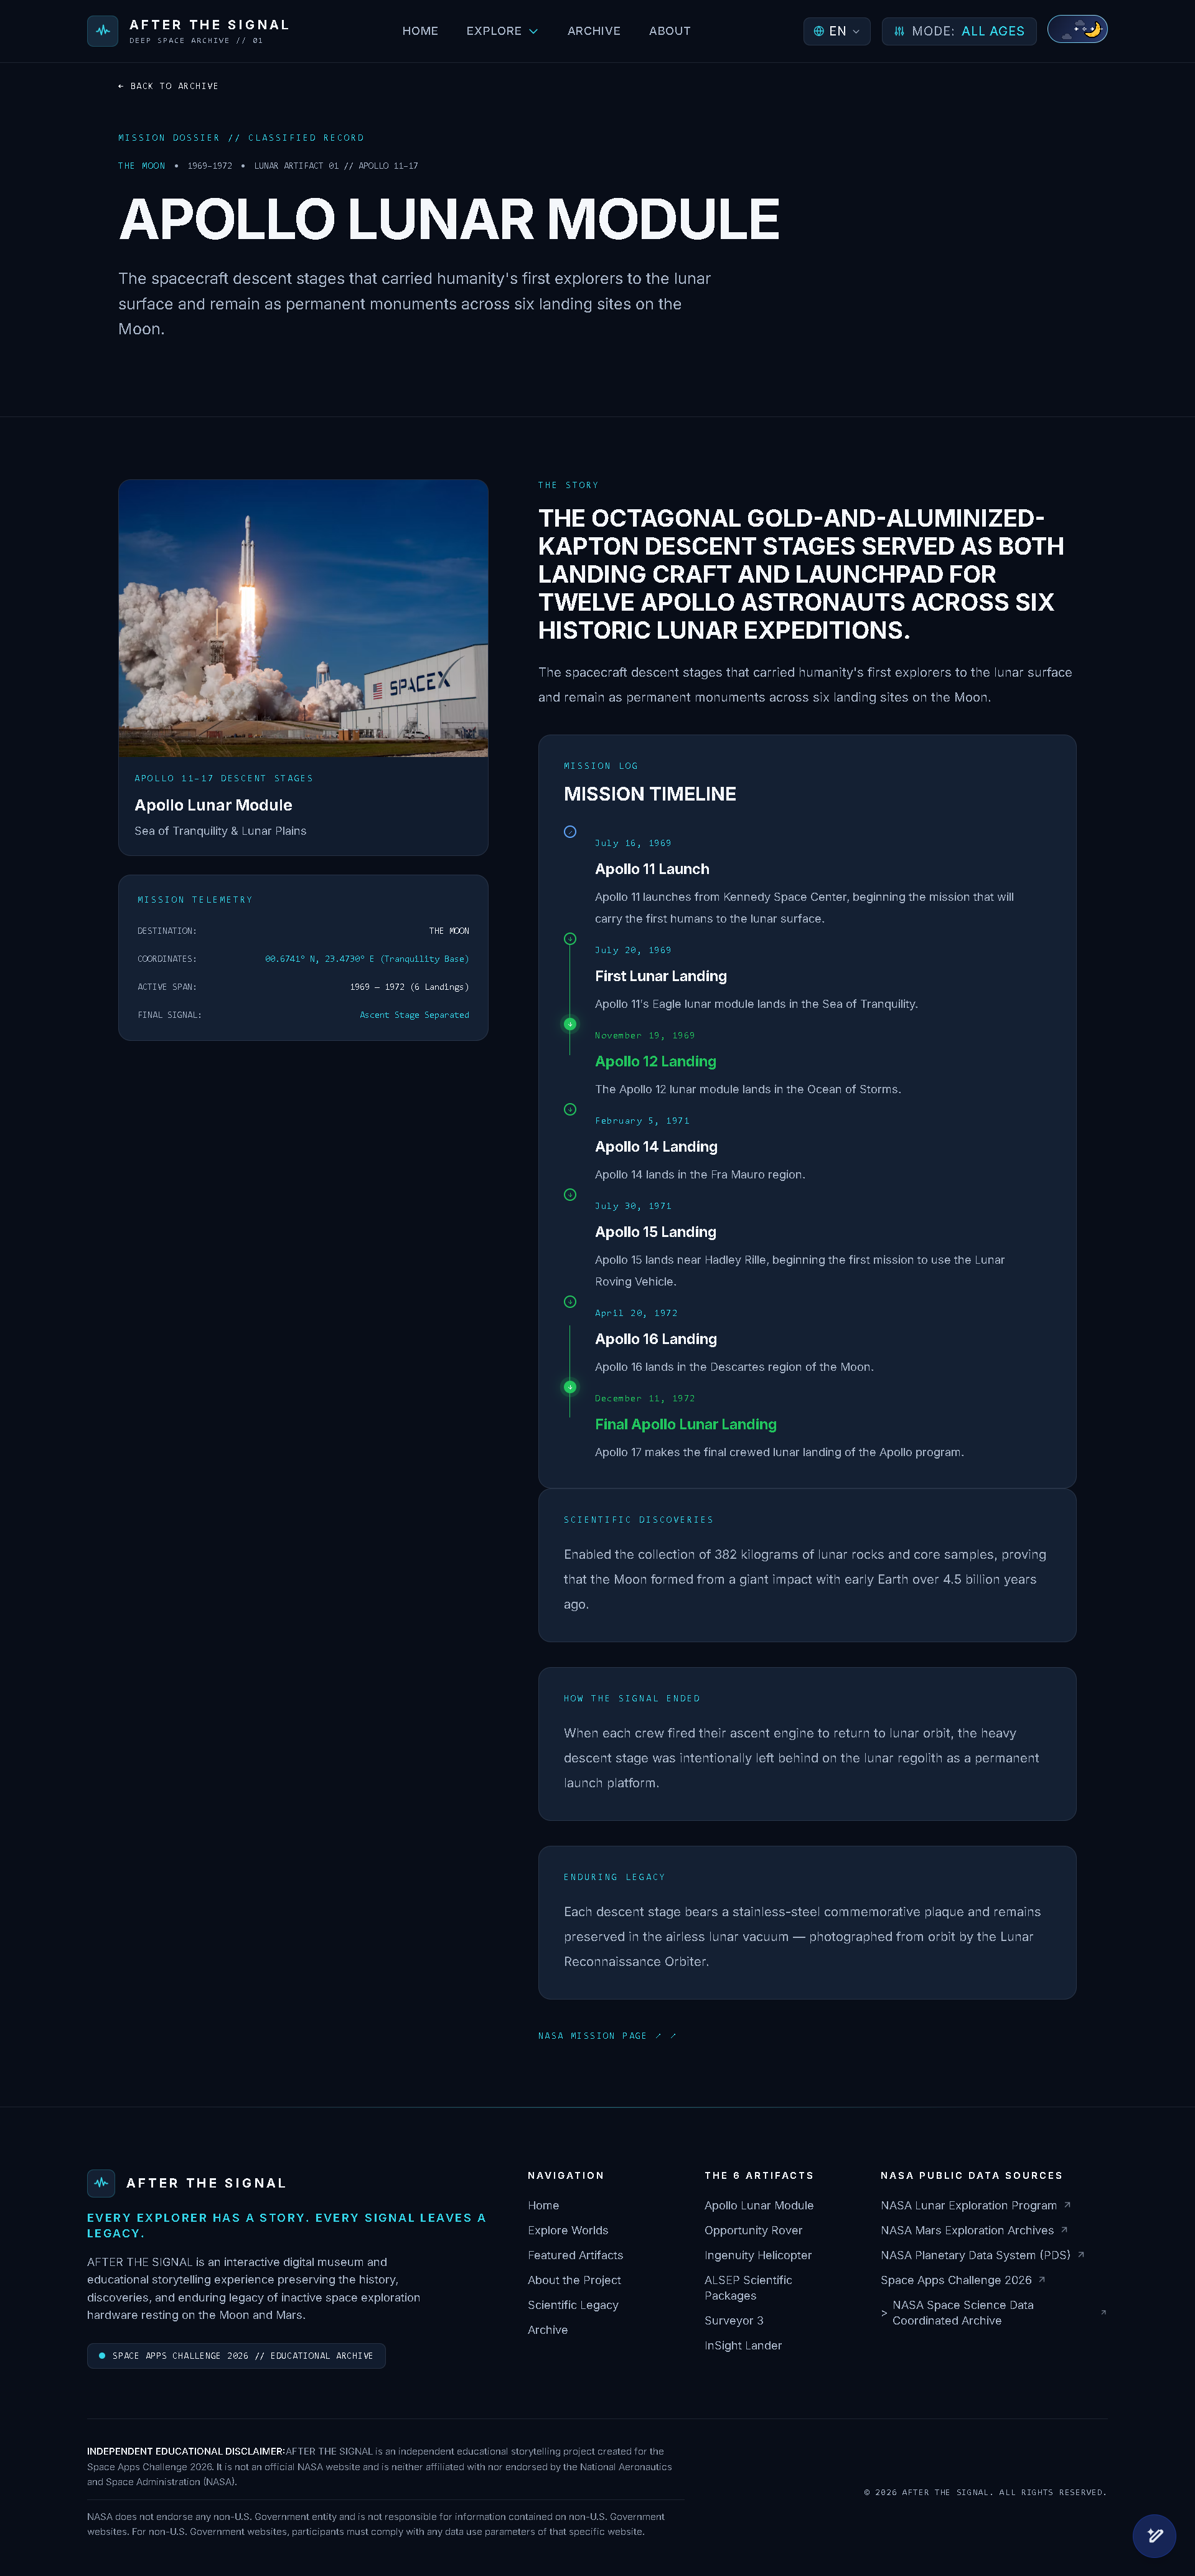 AFTER THE SIGNAL
DEEP SPACE ARCHIVE // 01
HOME
EXPLORE
ARCHIVE
ABOUT
EN
MODE: ALL AGES
← BACK TO ARCHIVE
MISSION DOSSIER // CLASSIFIED RECORD
THE MOON • 1969–1972 • LUNAR ARTIFACT 01 // APOLLO 11–17
APOLLO LUNAR MODULE
The spacecraft descent stages that carried humanity's first explorers to the lunar
surface and remain as permanent monuments across six landing sites on the
Moon.
SPACEX
APOLLO 11–17 DESCENT STAGES
Apollo Lunar Module
Sea of Tranquility & Lunar Plains
MISSION TELEMETRY
DESTINATION: THE MOON
COORDINATES: 00.6741° N, 23.4730° E (Tranquility Base)
ACTIVE SPAN: 1969 – 1972 (6 Landings)
FINAL SIGNAL: Ascent Stage Separated
THE STORY
THE OCTAGONAL GOLD-AND-ALUMINIZED-
KAPTON DESCENT STAGES SERVED AS BOTH
LANDING CRAFT AND LAUNCHPAD FOR
TWELVE APOLLO ASTRONAUTS ACROSS SIX
HISTORIC LUNAR EXPEDITIONS.
The spacecraft descent stages that carried humanity's first explorers to the lunar surface
and remain as permanent monuments across six landing sites on the Moon.
MISSION LOG
MISSION TIMELINE
July 16, 1969
Apollo 11 Launch
Apollo 11 launches from Kennedy Space Center, beginning the mission that will
carry the first humans to the lunar surface.
July 20, 1969
First Lunar Landing
Apollo 11's Eagle lunar module lands in the Sea of Tranquility.
November 19, 1969
Apollo 12 Landing
The Apollo 12 lunar module lands in the Ocean of Storms.
February 5, 1971
Apollo 14 Landing
Apollo 14 lands in the Fra Mauro region.
July 30, 1971
Apollo 15 Landing
Apollo 15 lands near Hadley Rille, beginning the first mission to use the Lunar
Roving Vehicle.
April 20, 1972
Apollo 16 Landing
Apollo 16 lands in the Descartes region of the Moon.
December 11, 1972
Final Apollo Lunar Landing
Apollo 17 makes the final crewed lunar landing of the Apollo program.
SCIENTIFIC DISCOVERIES
Enabled the collection of 382 kilograms of lunar rocks and core samples, proving
that the Moon formed from a giant impact with early Earth over 4.5 billion years
ago.
HOW THE SIGNAL ENDED
When each crew fired their ascent engine to return to lunar orbit, the heavy
descent stage was intentionally left behind on the lunar regolith as a permanent
launch platform.
ENDURING LEGACY
Each descent stage bears a stainless-steel commemorative plaque and remains
preserved in the airless lunar vacuum — photographed from orbit by the Lunar
Reconnaissance Orbiter.
NASA MISSION PAGE ↗ ↗
AFTER THE SIGNAL
EVERY EXPLORER HAS A STORY. EVERY SIGNAL LEAVES A
LEGACY.
AFTER THE SIGNAL is an interactive digital museum and
educational storytelling experience preserving the history,
discoveries, and enduring legacy of inactive space exploration
hardware resting on the Moon and Mars.
SPACE APPS CHALLENGE 2026 // EDUCATIONAL ARCHIVE
NAVIGATION
Home
Explore Worlds
Featured Artifacts
About the Project
Scientific Legacy
Archive
THE 6 ARTIFACTS
Apollo Lunar Module
Opportunity Rover
Ingenuity Helicopter
ALSEP Scientific
Packages
Surveyor 3
InSight Lander
NASA PUBLIC DATA SOURCES
NASA Lunar Exploration Program ↗
NASA Mars Exploration Archives ↗
NASA Planetary Data System (PDS) ↗
Space Apps Challenge 2026 ↗
> NASA Space Science Data
Coordinated Archive ↗
INDEPENDENT EDUCATIONAL DISCLAIMER:AFTER THE SIGNAL is an independent educational storytelling project created for the
Space Apps Challenge 2026. It is not an official NASA website and is neither affiliated with nor endorsed by the National Aeronautics
and Space Administration (NASA).
NASA does not endorse any non-U.S. Government entity and is not responsible for information contained on non-U.S. Government
websites. For non-U.S. Government websites, participants must comply with any data use parameters of that specific website.
© 2026 AFTER THE SIGNAL. ALL RIGHTS RESERVED.